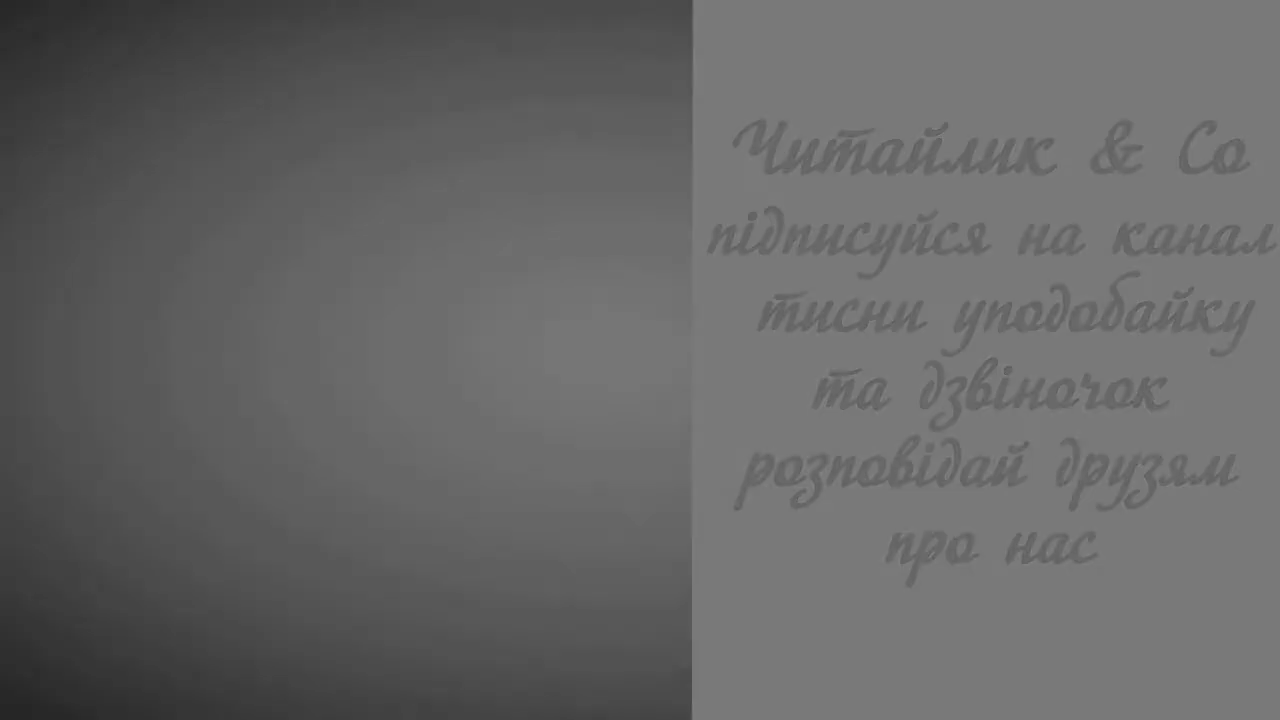 Читайлик & Co
підписуйся на канал
тисни уподобайку
та дзвіночок
розповідай друзям
про нас